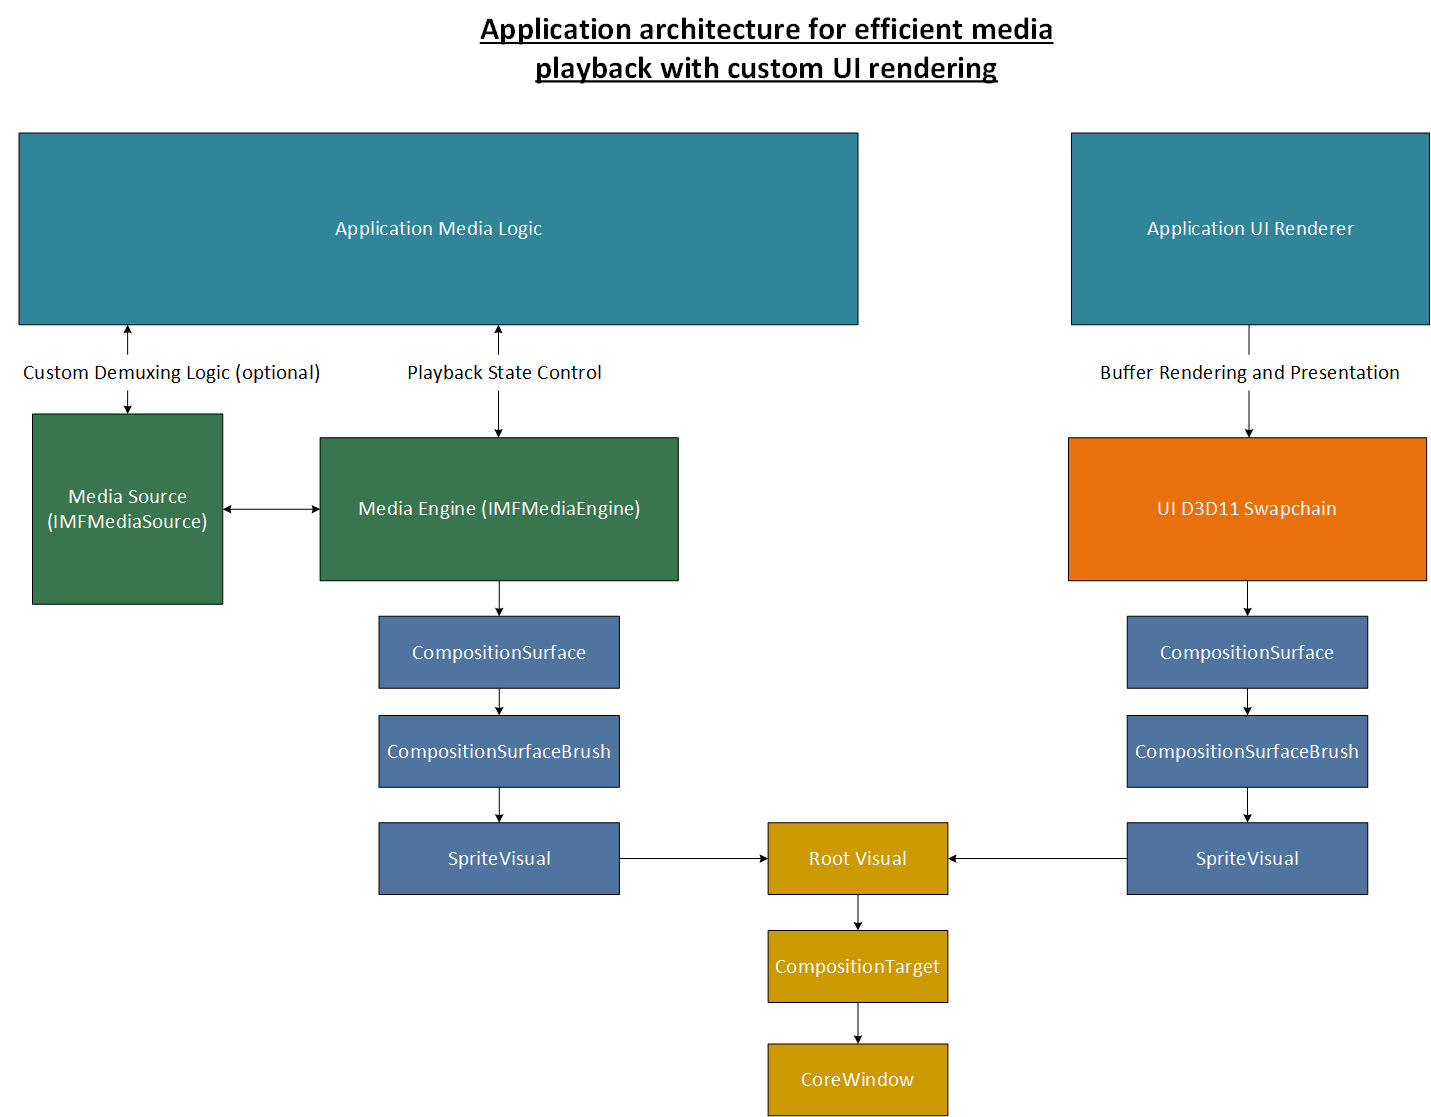 Application architecture for efficient media
playback with custom UI rendering
Application Media Logic
Application UI Renderer
Custom Demuxing Logic (optional)
Playback State Control
Buffer Rendering and Presentation
Media Source
(IMFMediaSource)
Media Engine (IMFMediaEngine)
UI D3D11 Swapchain
CompositionSurface
CompositionSurface
CompositionSurfaceBrush
CompositionSurfaceBrush
SpriteVisual
Root Visual
SpriteVisual
CompositionTarget
CoreWindow